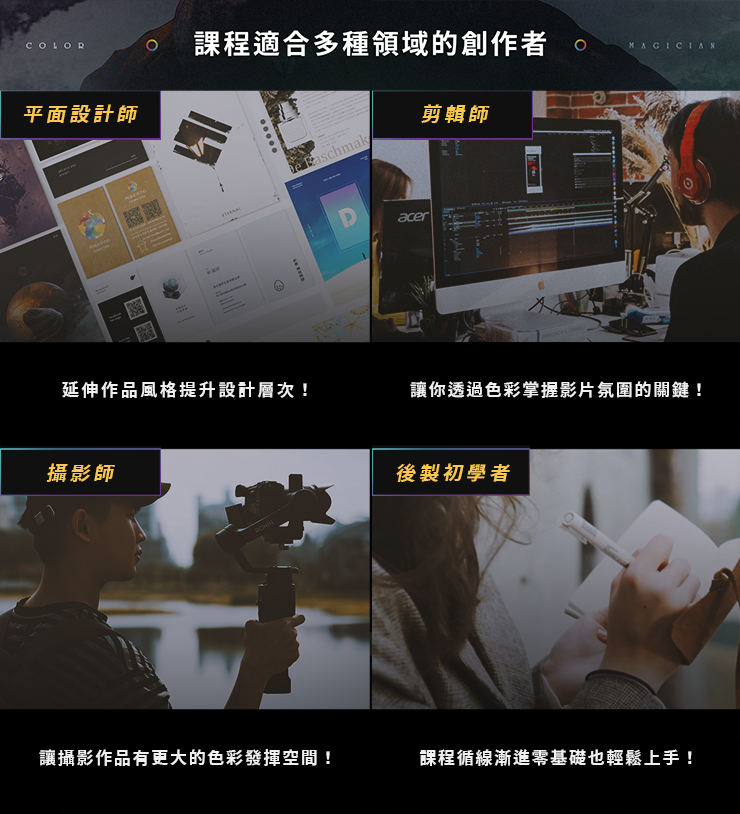 COLOR
課程適合多種領域的創作者
MAGICIAN
平面設計師
剪輯師
acer
D
ETERNAL
延伸作品風格提升設計層次！
讓你透過色彩掌握影片氛圍的關鍵！
攝影師
後製初學者
讓攝影作品有更大的色彩發揮空間！
課程循線漸進零基礎也輕鬆上手！